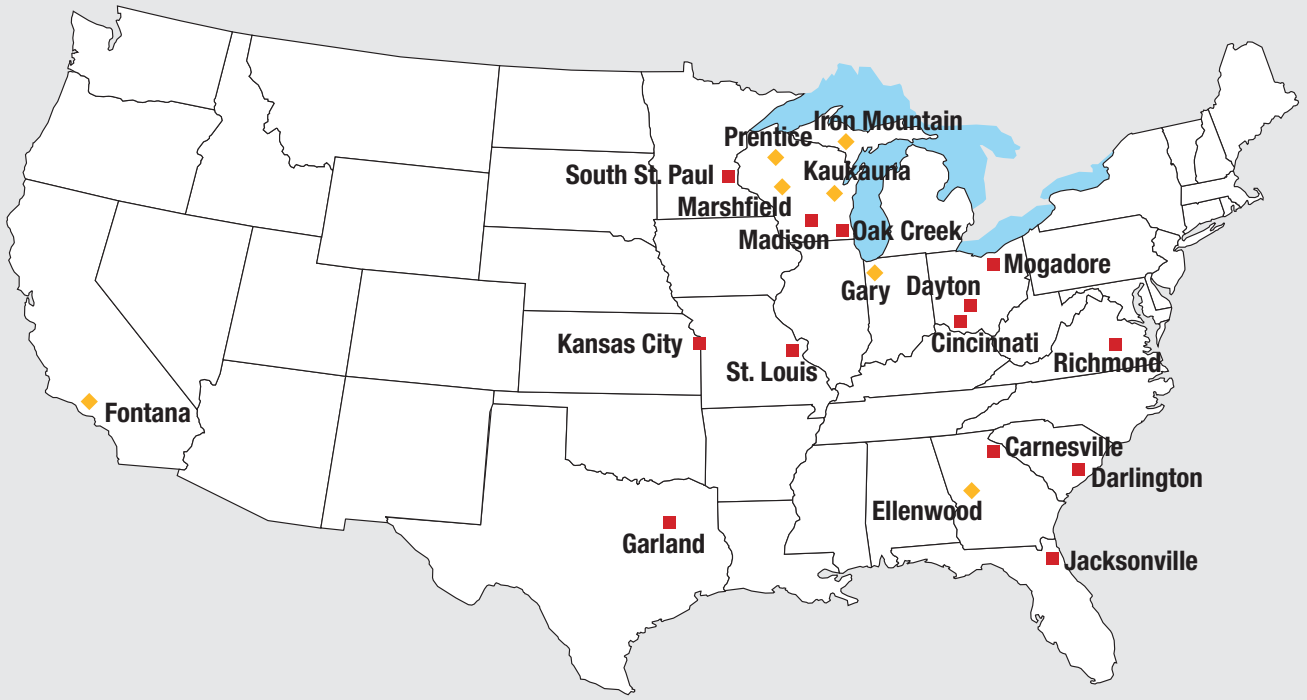 Iron Mountain
Prentice
Kaukauna
South St. Paul
Marshfield
Madison
Oak Creek
Mogadore
Gary
Dayton
Kansas City
Cincinnati
St. Louis
Richmond
Fontana
Carnesville
Darlington
Ellenwood
Garland
Jacksonville